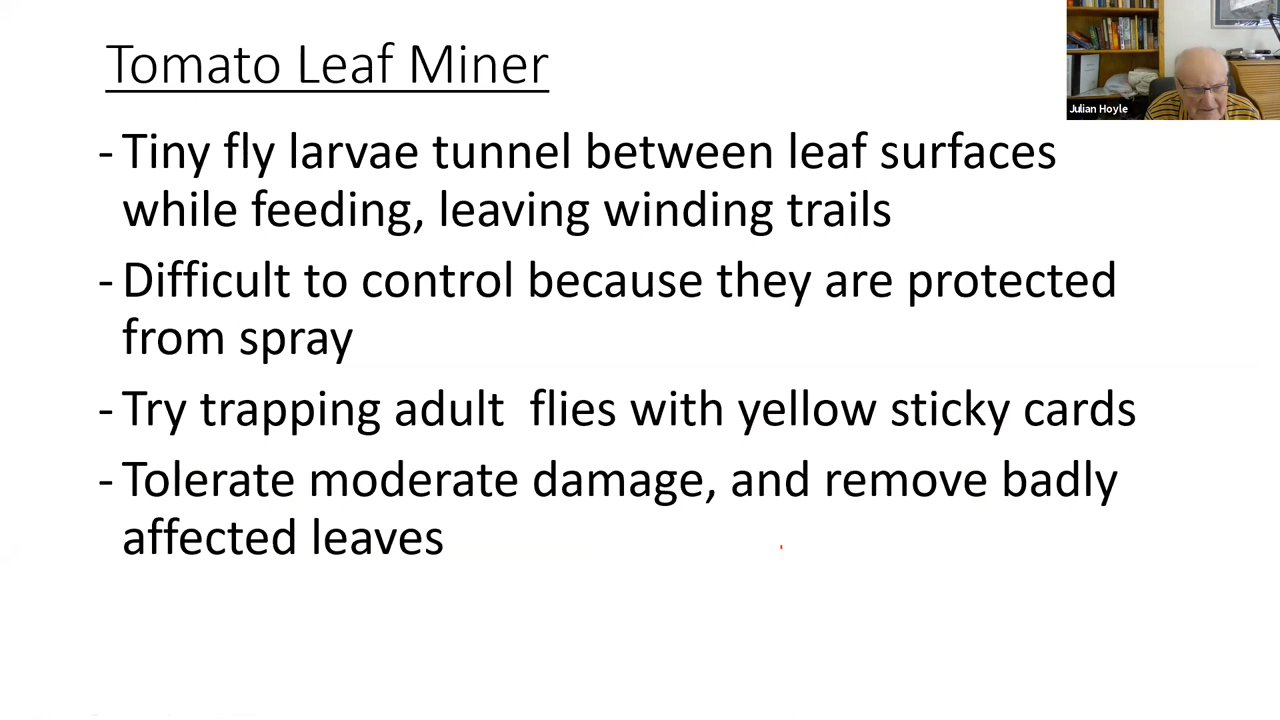 Tomato Leaf Miner
Julian Hoyle
- Tiny fly larvae tunnel between leaf surfaces
while feeding, leaving winding trails
- Difficult to control because they are protected
from spray
- Try trapping adult  flies with yellow sticky cards
- Tolerate moderate damage, and remove badly
affected leaves